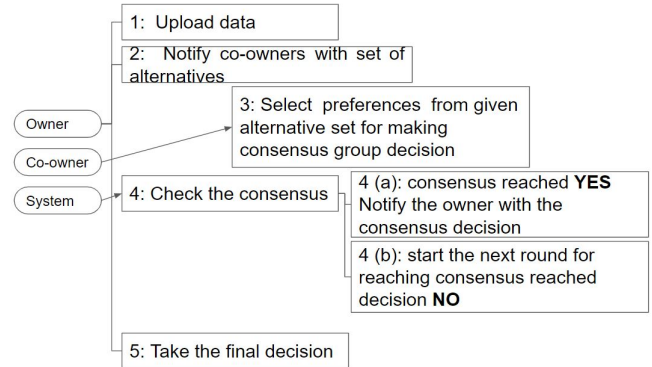 1: Upload data
2: Notify co-owners with set of
alternatives
Owner
Co-owner
System
3: Select preferences from given
alternative set for making
consensus group decision
4: Check the consensus
4 (a): consensus reached YES
Notify the owner with the
consensus decision
4 (b): start the next round for
reaching consensus reached
decision NO
5: Take the final decision